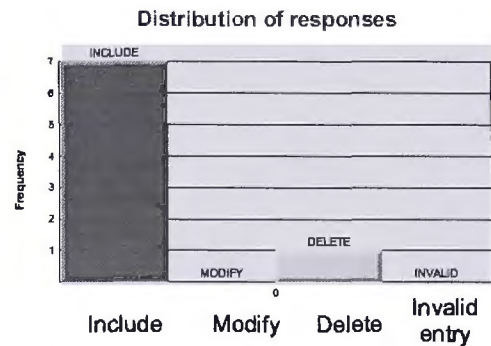 Distribution of responses
INCLUDE
7
6
5
4
3
2
1
Frequency
DELETE
MODIFY
INVALID
0
Include Modify Delete Invalid entry